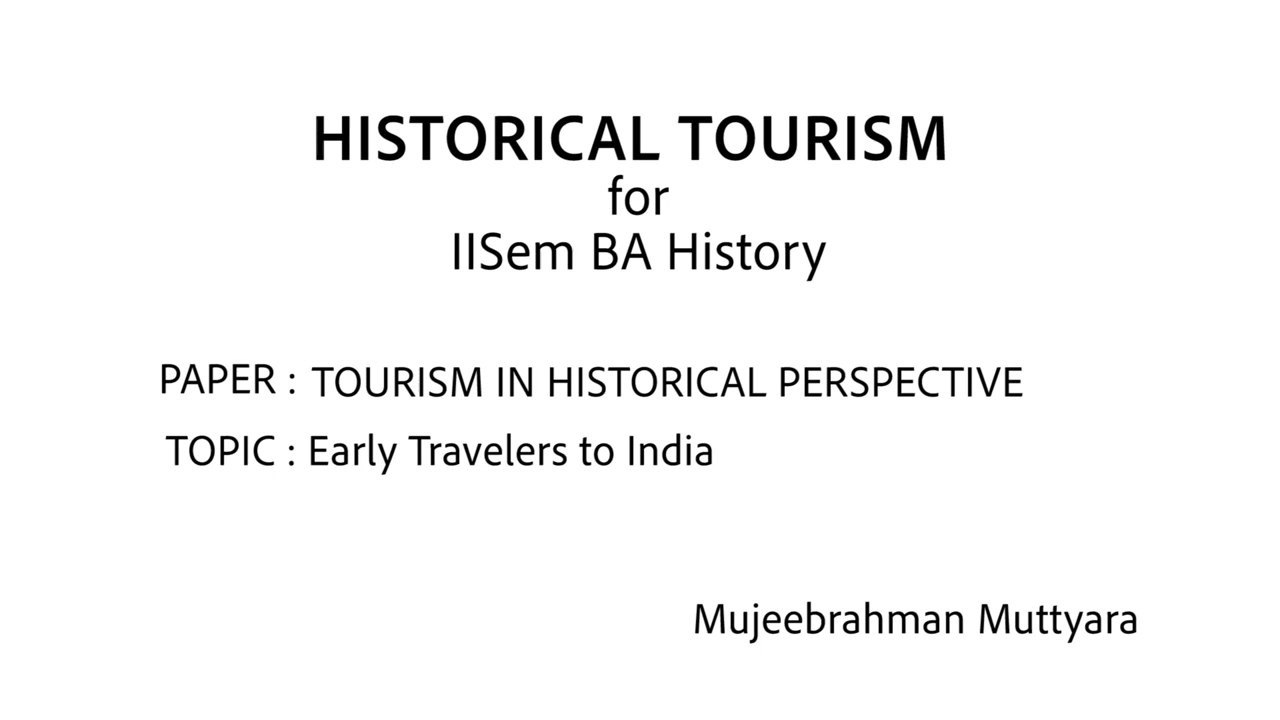 HISTORICAL TOURISM
for
IISem BA History
PAPER : TOURISM IN HISTORICAL PERSPECTIVE
TOPIC : Early Travelers to India
Mujeebrahman Muttyara